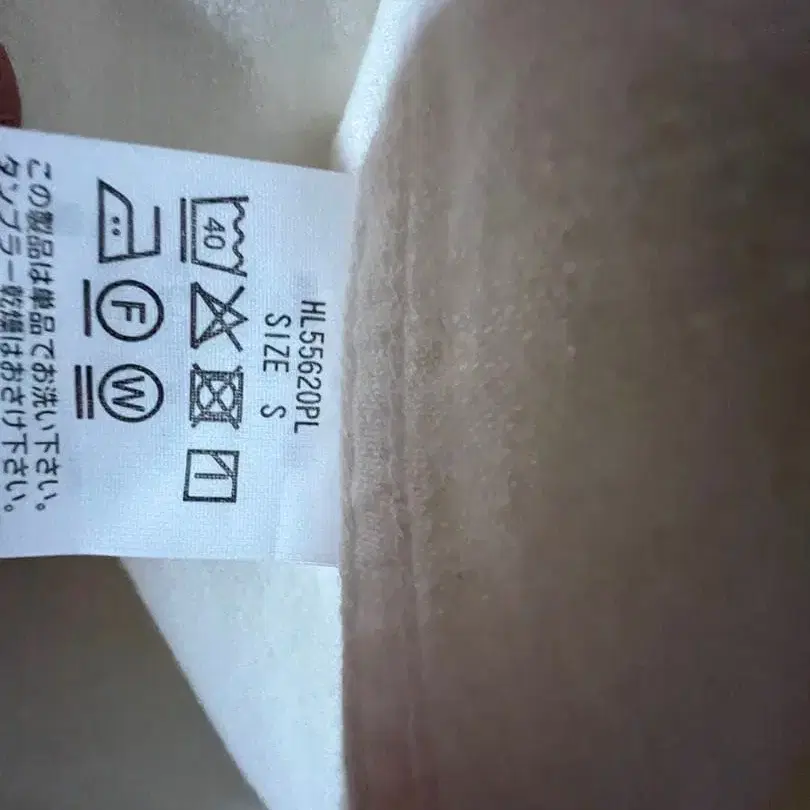 HL55620PL
SIZE S
40
F W
この製品は単品でお洗い下さい。
タンブラー乾燥はおさけ下さい。